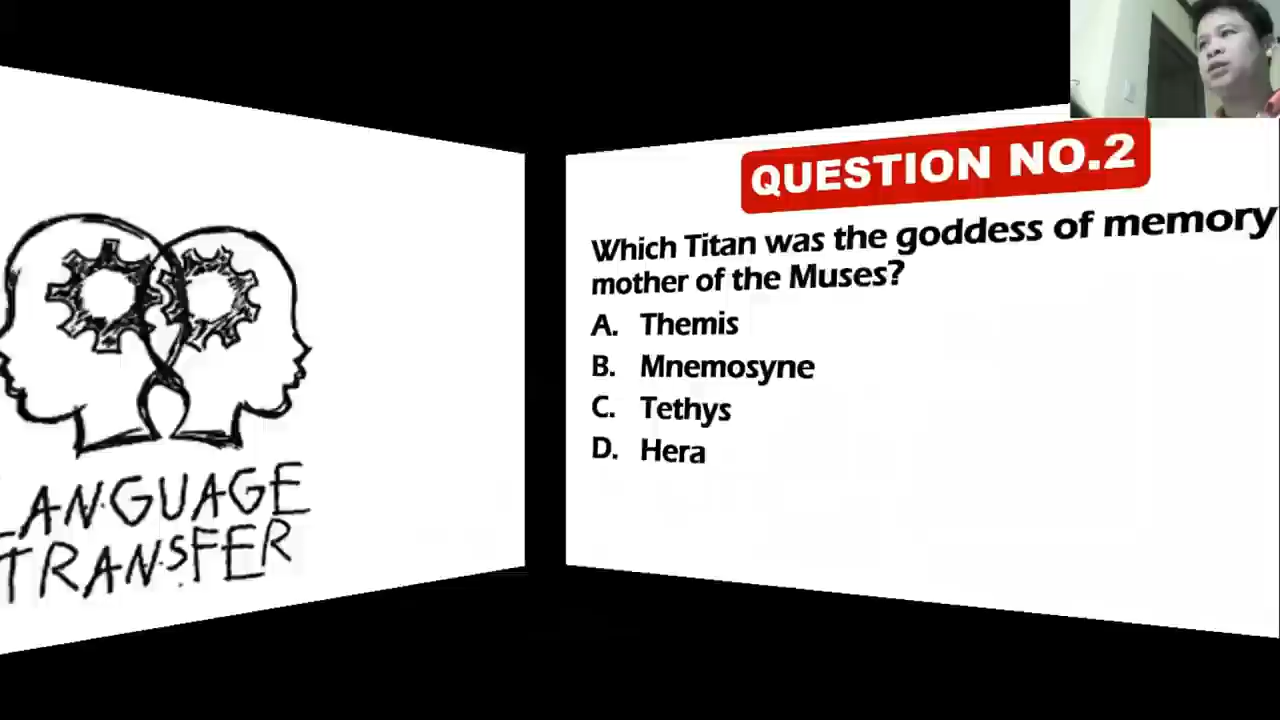 LANGUAGE
TRANSFER
QUESTION NO.2
Which Titan was the goddess of memory
mother of the Muses?
A. Themis
B. Mnemosyne
C. Tethys
D. Hera